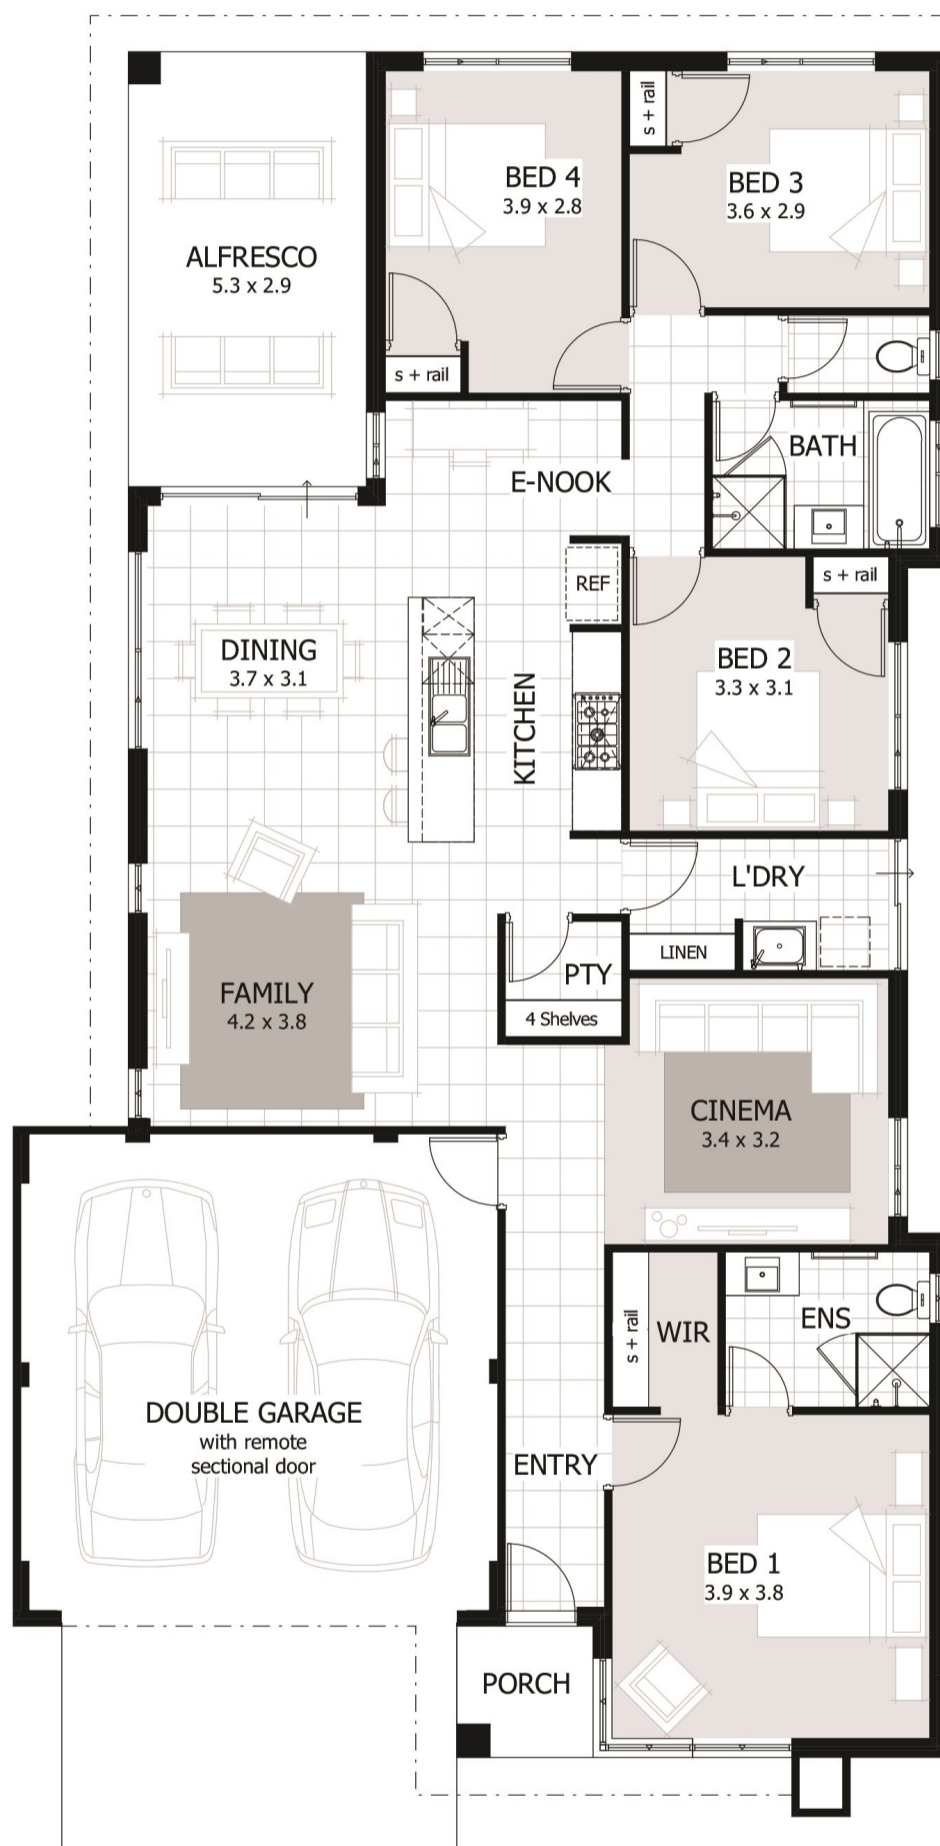 s + rail
BED 4
3.9 x 2.8
BED 3
3.6 x 2.9
ALFRESCO
5.3 x 2.9
s + rail
BATH
E-NOOK
REF
s + rail
DINING
3.7 x 3.1
BED 2
3.3 x 3.1
KITCHEN
L'DRY
LINEN
PTY
4 Shelves
FAMILY
4.2 x 3.8
CINEMA
3.4 x 3.2
s + rail
WIR
ENS
DOUBLE GARAGE
with remote
sectional door
ENTRY
BED 1
3.9 x 3.8
PORCH